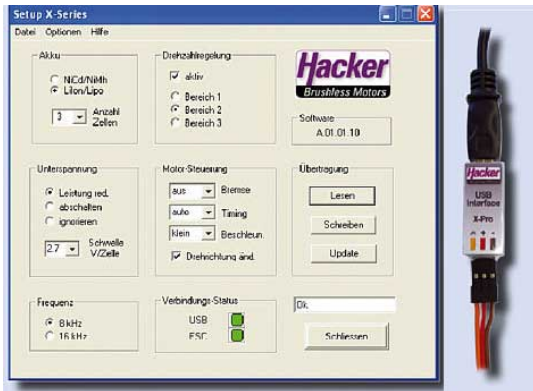 Setup X-Series
Datei Optionen Hilfe
Akku
NiCd/NiMh
LiIon/Lipo
3
Anzahl
Zellen
Drehzahlregelung
aktiv
Bereich 1
Bereich 2
Bereich 3
Hacker
Brushless Motors
Software
A.01.01.10
Unterspannung
Leistung red.
abschalten
ignorieren
2.7
Schwelle
V/Zelle
Motor-Steuerung
aus Bremse
auto Timing
klein Beschleun.
Drehrichtung änd.
Übertragung
Lesen
Schreiben
Update
Frequenz
8 kHz
16 kHz
Verbindungs-Status
USB
ESC
Ok.
Schliessen
Hacker
USB
Interface
X-Pro